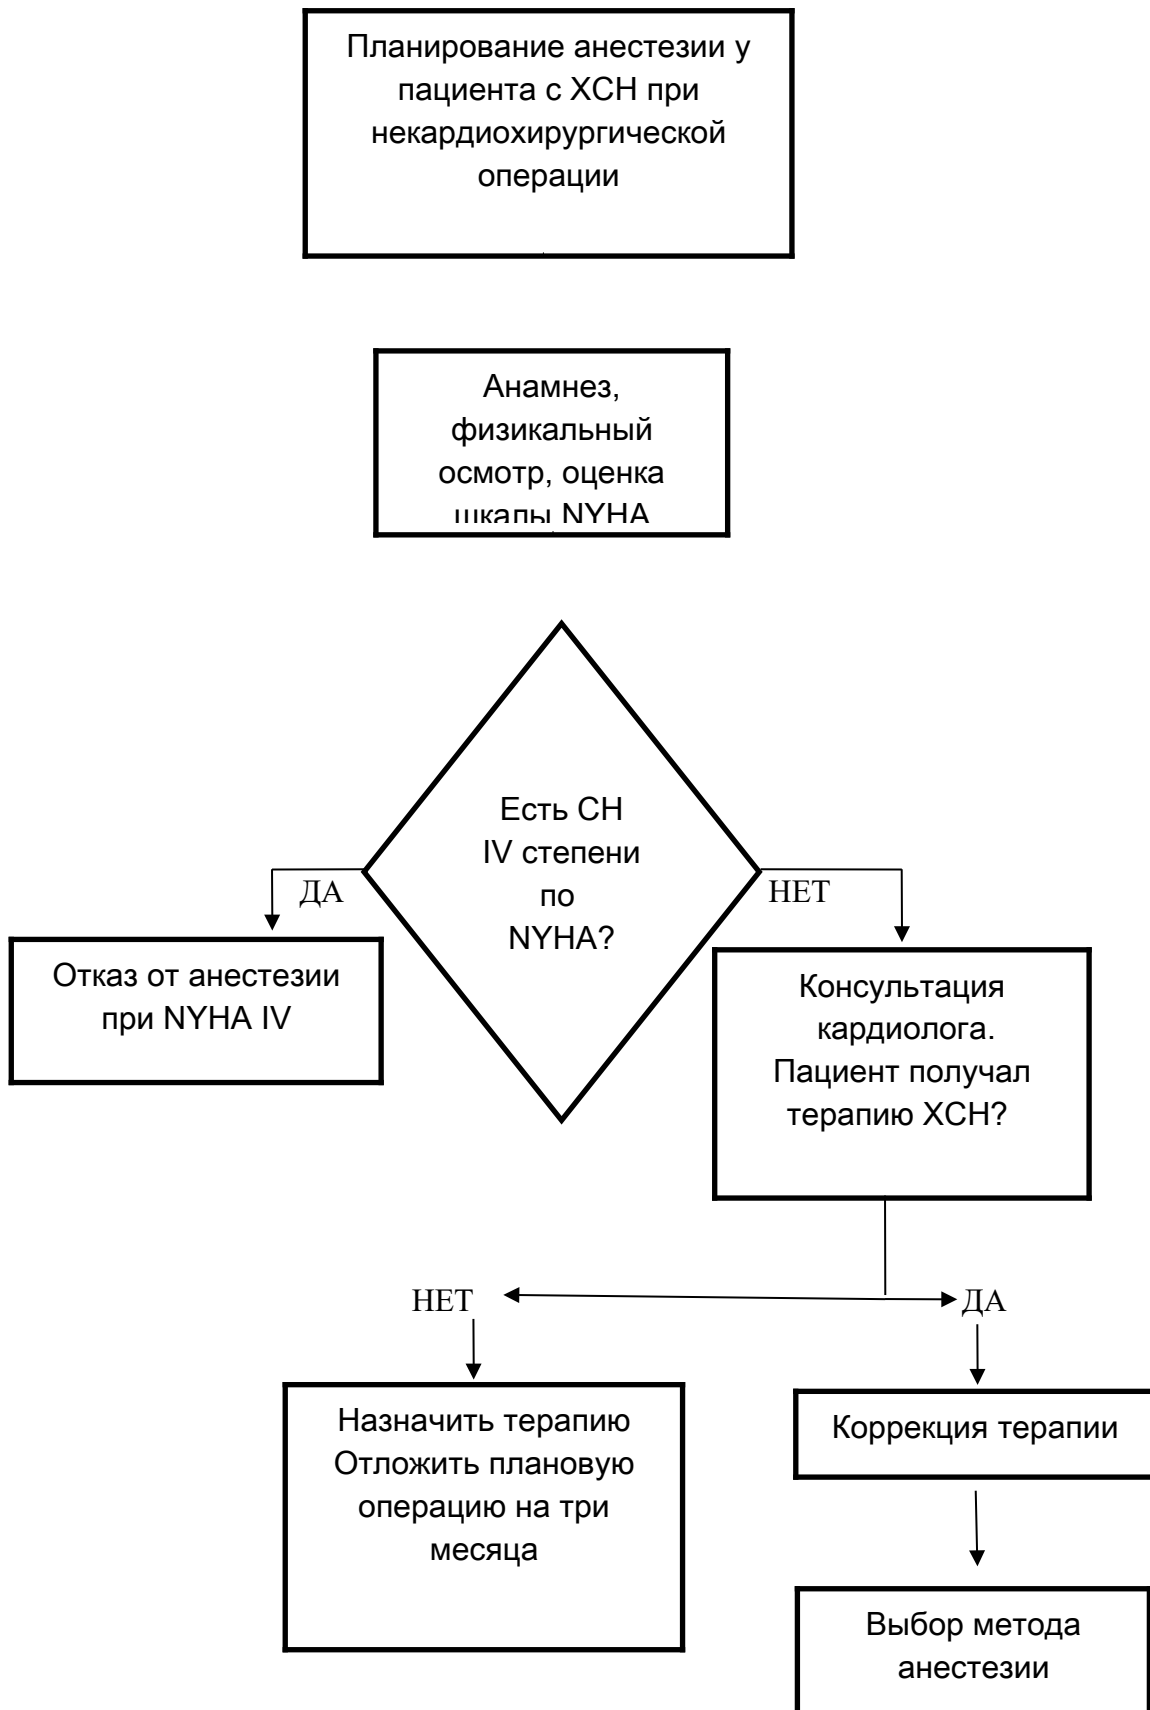 Планирование анестезии у
пациента с ХСН при
некардиохирургической
операции
Анамнез,
физикальный
осмотр, оценка
шкалы NYHA
Есть СН
IV степени
по
NYHA?
ДА
НЕТ
Отказ от анестезии
при NYHA IV
Консультация
кардиолога.
Пациент получал
терапию ХСН?
НЕТ
ДА
Назначить терапию
Отложить плановую
операцию на три
месяца
Коррекция терапии
Выбор метода
анестезии